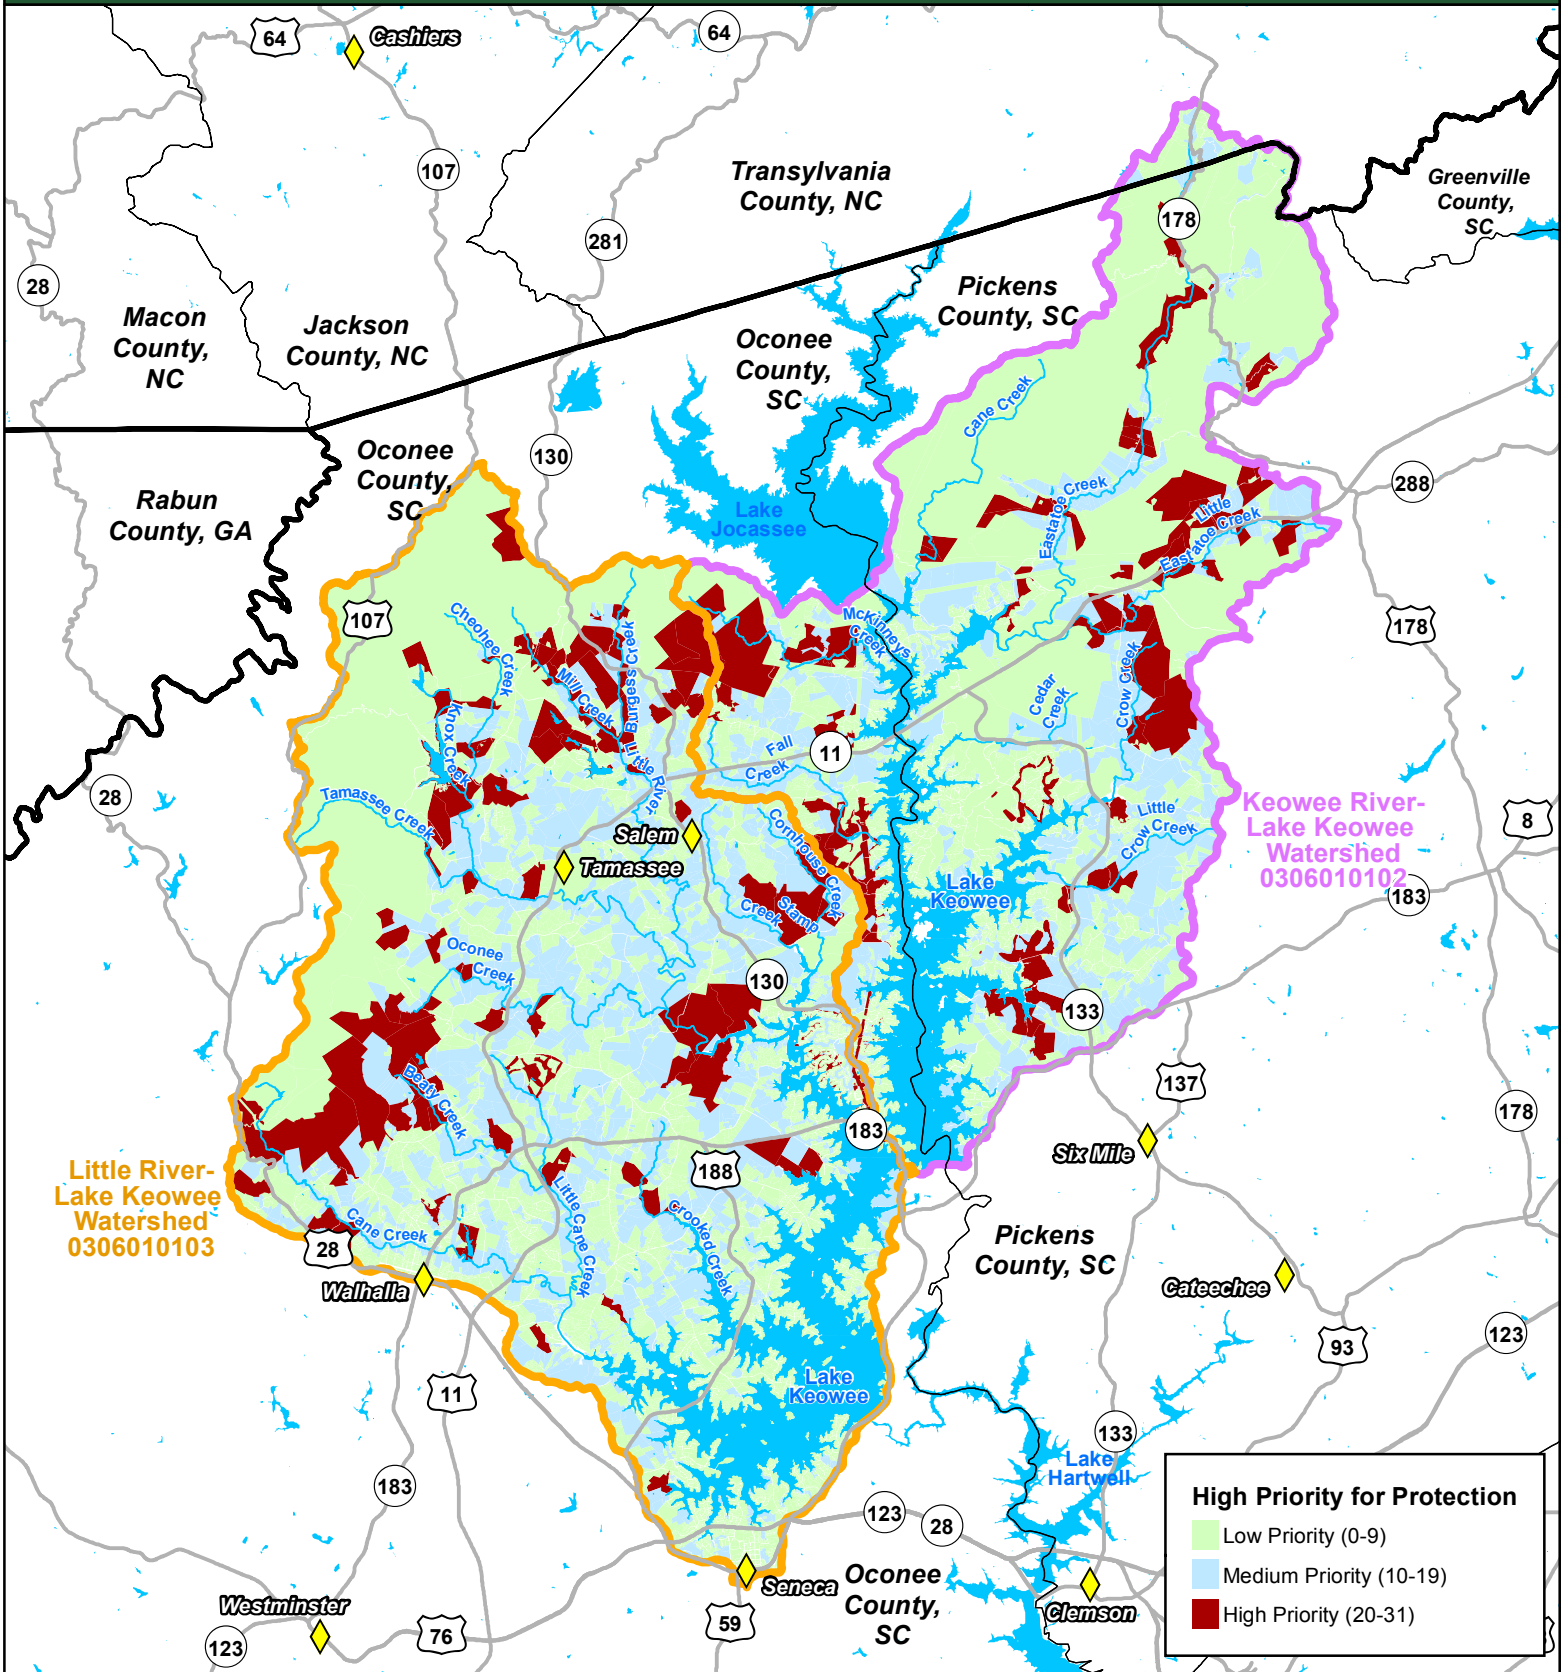 64
Cashiers
64
107
Transylvania
County, NC
Greenville
County,
SC
178
281
28
Macon
County,
NC
Jackson
County, NC
Pickens
County, SC
Oconee
County,
SC
Cane Creek
Oconee
County,
SC
130
Rabun
County, GA
288
Lake
Jocassee
Eastatoe Creek
Little
Eastatoe Creek
107
Cheohee Creek
McKinneys
Creek
178
Burgess Creek
Mill Creek
Knox Creek
Cedar
Creek
Crow Creek
Fall
Creek
11
Little River
28
Tamassee Creek
Salem
Tamassee
Cornhouse Creek
Little
Crow Creek
Keowee River-
Lake Keowee
Watershed
0306010102
8
183
Lake
Keowee
Stamp
Creek
Oconee
Creek
130
133
Beaty Creek
137
178
183
Six Mile
188
Little River-
Lake Keowee
Watershed
0306010103
Little Cane Creek
Crooked Creek
Cane Creek
28
Walhalla
Pickens
County, SC
Cateechee
123
93
11
Lake
Keowee
133
Lake
Hartwell
183
123
28
High Priority for Protection
Low Priority (0-9)
Medium Priority (10-19)
High Priority (20-31)
Seneca
Oconee
County,
SC
Clemson
Westminster
123
76
59